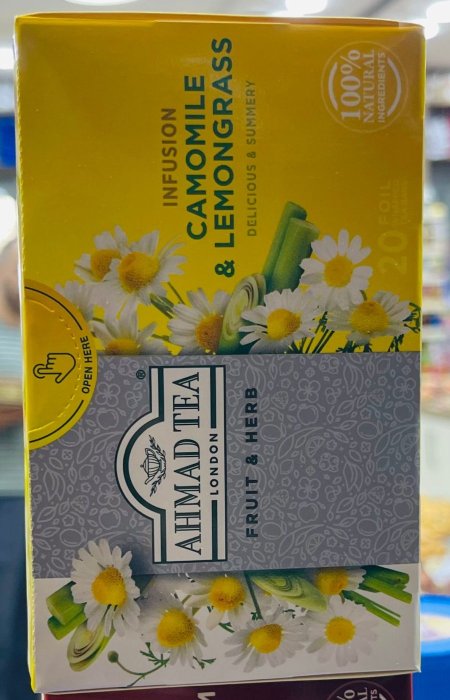 INFUSION
CAMOMILE
& LEMONGRASS
DELICIOUS & SUMMERY
100%
NATURAL
INGREDIENTS
20 FOIL
OPEN HERE
AHMAD TEA®
LONDON
FRUIT & HERB